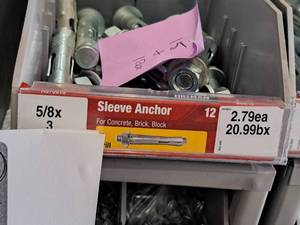 Sleeve Anchor
12
For Concrete, Brick, Block
5/8x
3
2.79ea
20.99bx